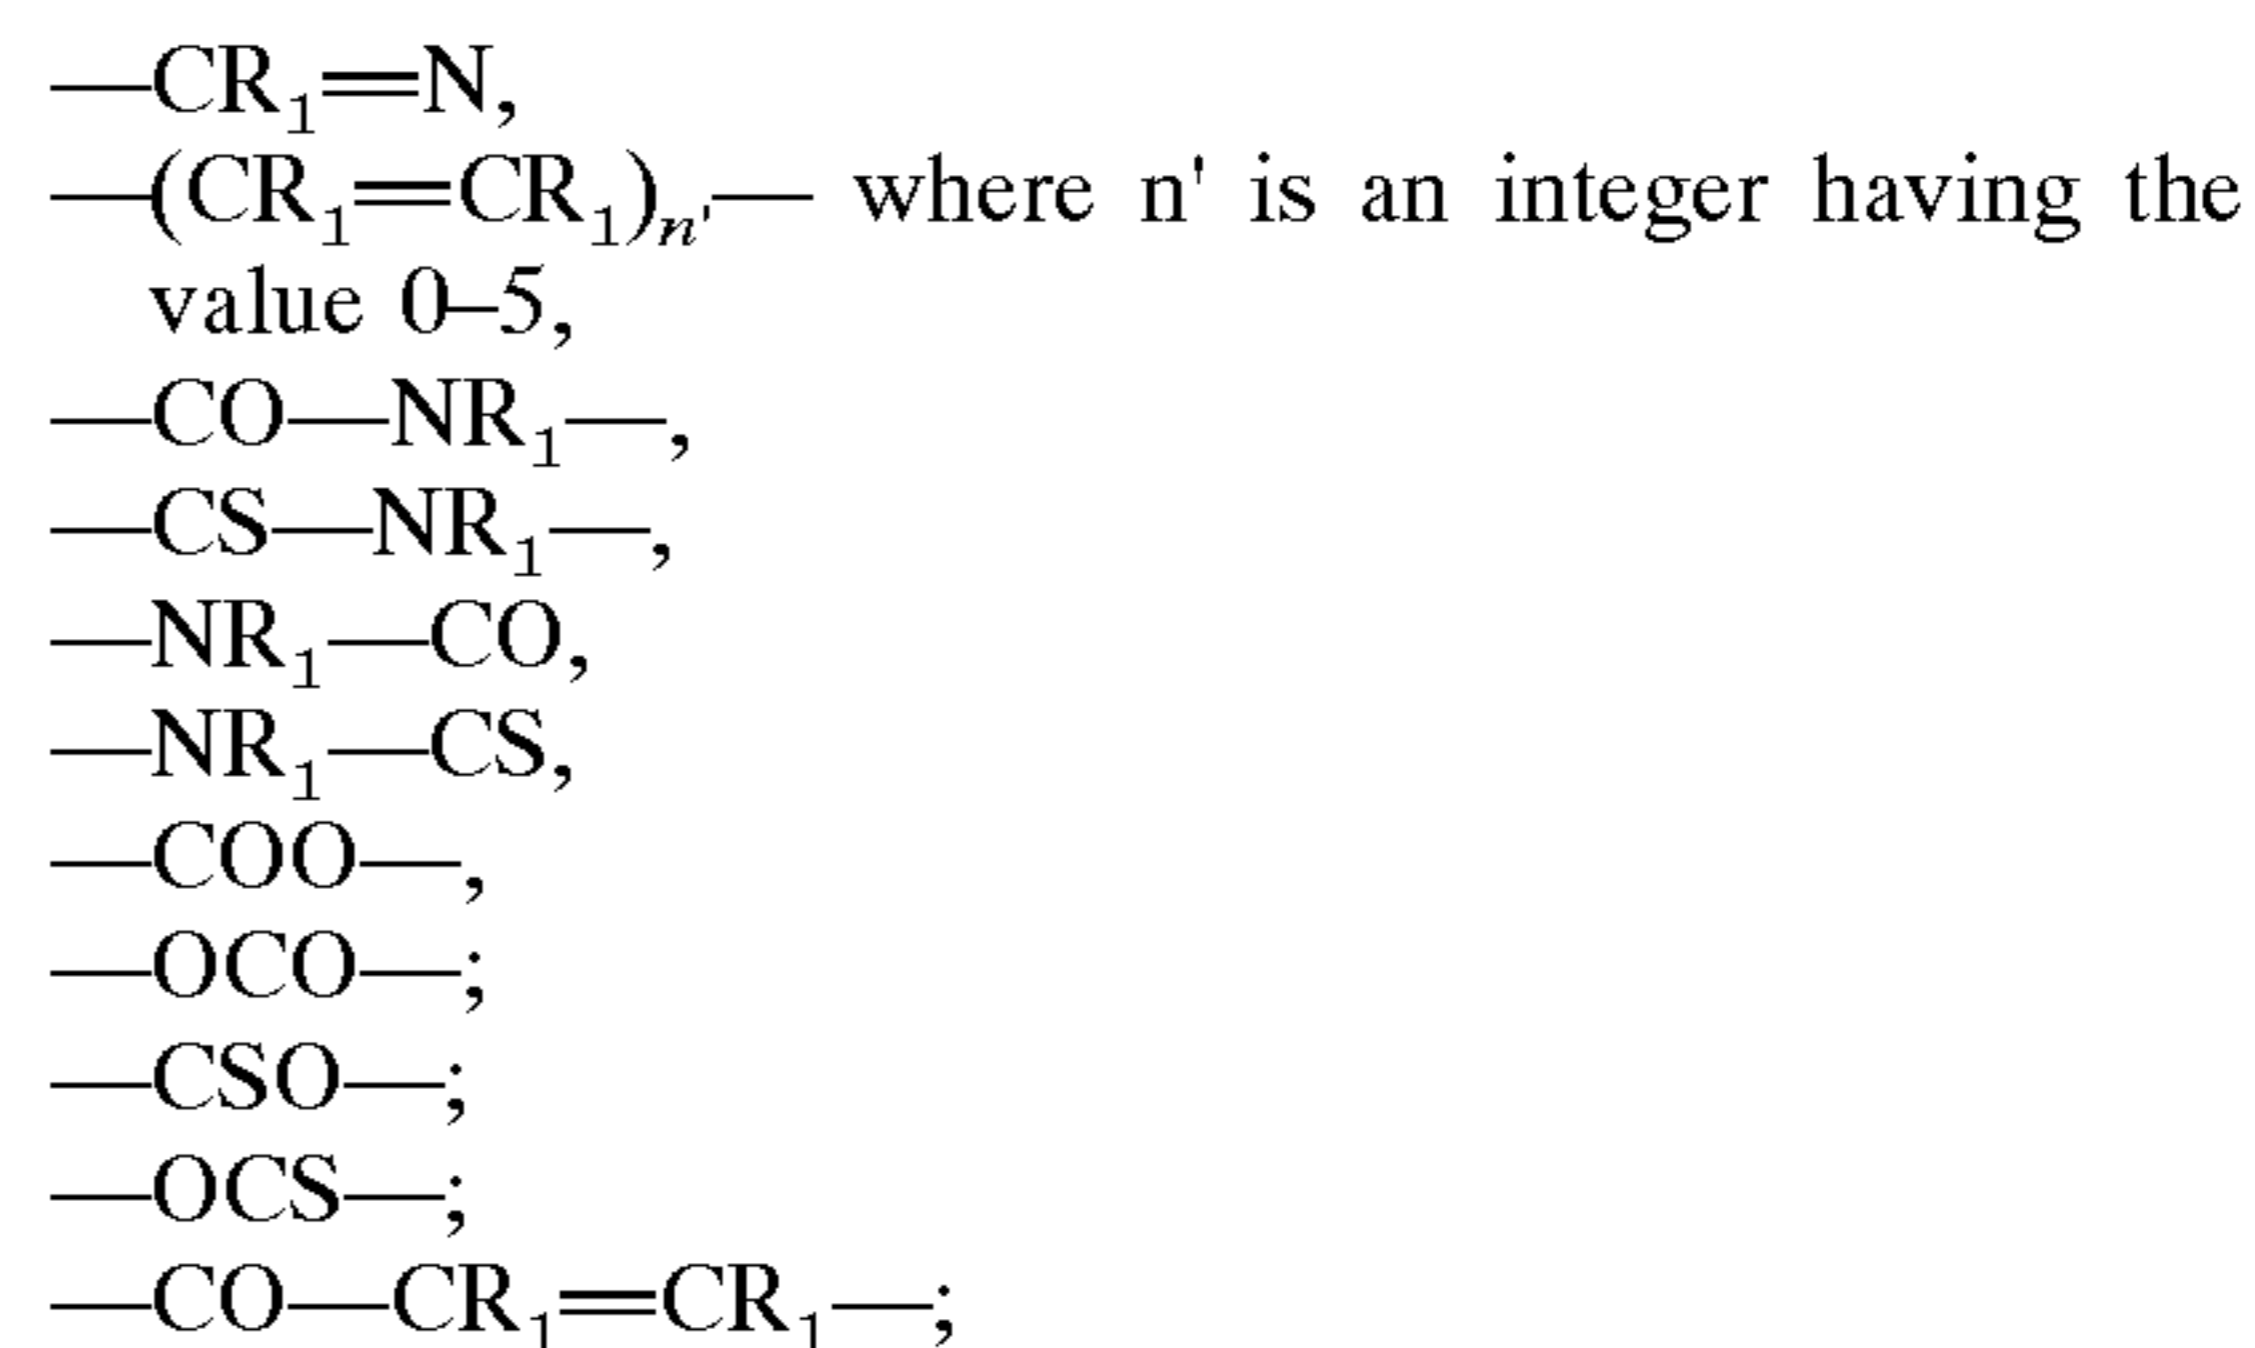 —CR₁═N,
—(CR₁═CR₁)ₙ'— where n' is an integer having the
value 0–5,
—CO—NR₁—,
—CS—NR₁—,
—NR₁—CO,
—NR₁—CS,
—COO—,
—OCO—;
—CSO—;
—OCS—;
—CO—CR₁═CR₁—;